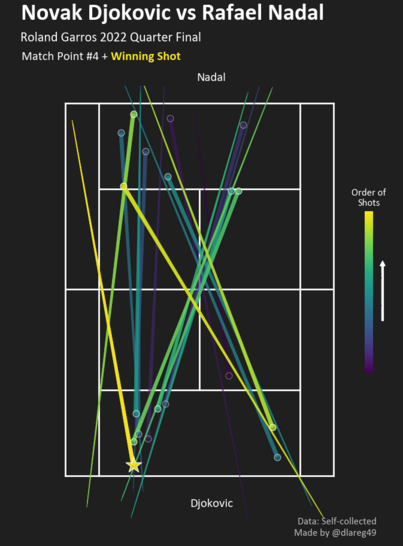 Novak Djokovic vs Rafael Nadal
Roland Garros 2022 Quarter Final
Match Point #4 + Winning Shot
Nadal
Order of
Shots
Djokovic
Data: Self-collected
Made by @dlareg49